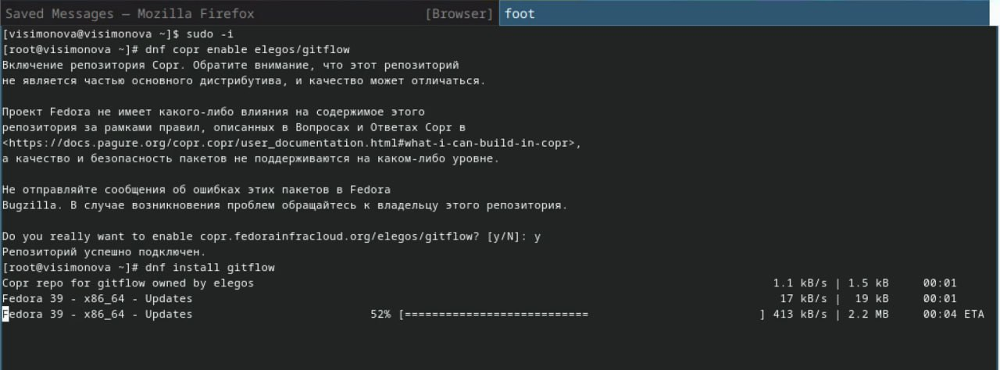 Saved Messages — Mozilla Firefox [Browser] foot
[visimonova@visimonova ~]$ sudo -i
[root@visimonova ~]# dnf copr enable elegos/gitflow
Включение репозитория Copr. Обратите внимание, что этот репозиторий
не является частью основного дистрибутива, и качество может отличаться.
Проект Fedora не имеет какого-либо влияния на содержимое этого
репозитория за рамками правил, описанных в Вопросах и Ответах Copr в
<https://docs.pagure.org/copr.copr/user_documentation.html#what-i-can-build-in-copr>,
а качество и безопасность пакетов не поддерживаются на каком-либо уровне.
Не отправляйте сообщения об ошибках этих пакетов в Fedora
Bugzilla. В случае возникновения проблем обращайтесь к владельцу этого репозитория.
Do you really want to enable copr.fedorainfracloud.org/elegos/gitflow? [y/N]: y
Репозиторий успешно подключен.
[root@visimonova ~]# dnf install gitflow
Copr repo for gitflow owned by elegos 1.1 kB/s | 1.5 kB 00:01
Fedora 39 - x86_64 - Updates 17 kB/s | 19 kB 00:01
Fedora 39 - x86_64 - Updates 52% [=========================== ] 413 kB/s | 2.2 MB 00:04 ETA